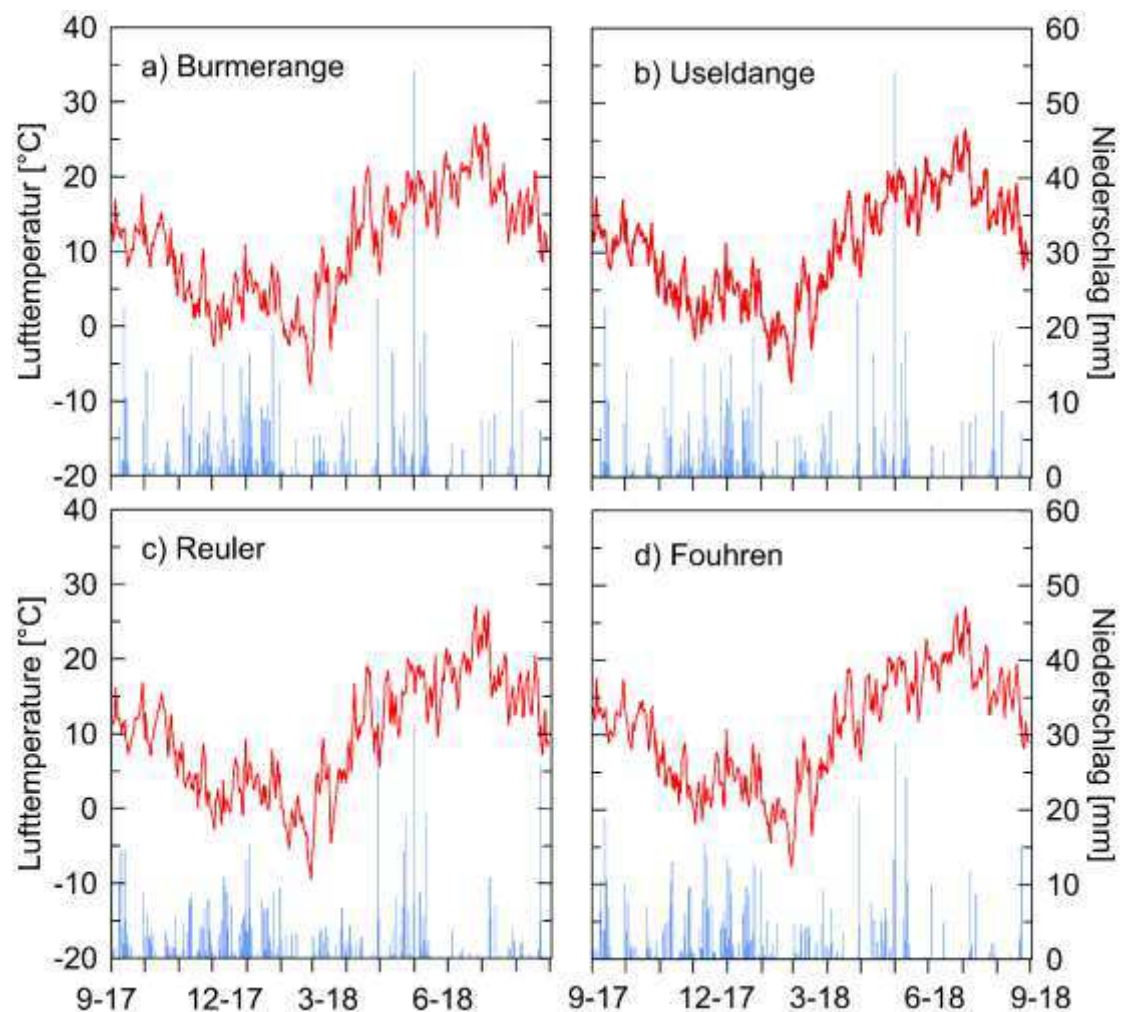 40
30
20
10
0
-10
-20
Lufttemperatur [°C]
a) Burmerange
b) Useldange
60
50
40
30
20
10
0
Niederschlag [mm]
40
30
20
10
0
-10
-20
Lufttemperature [°C]
c) Reuler
d) Fouhren
60
50
40
30
20
10
0
Niederschlag [mm]
9-17 12-17 3-18 6-18
9-17 12-17 3-18 6-18 9-18